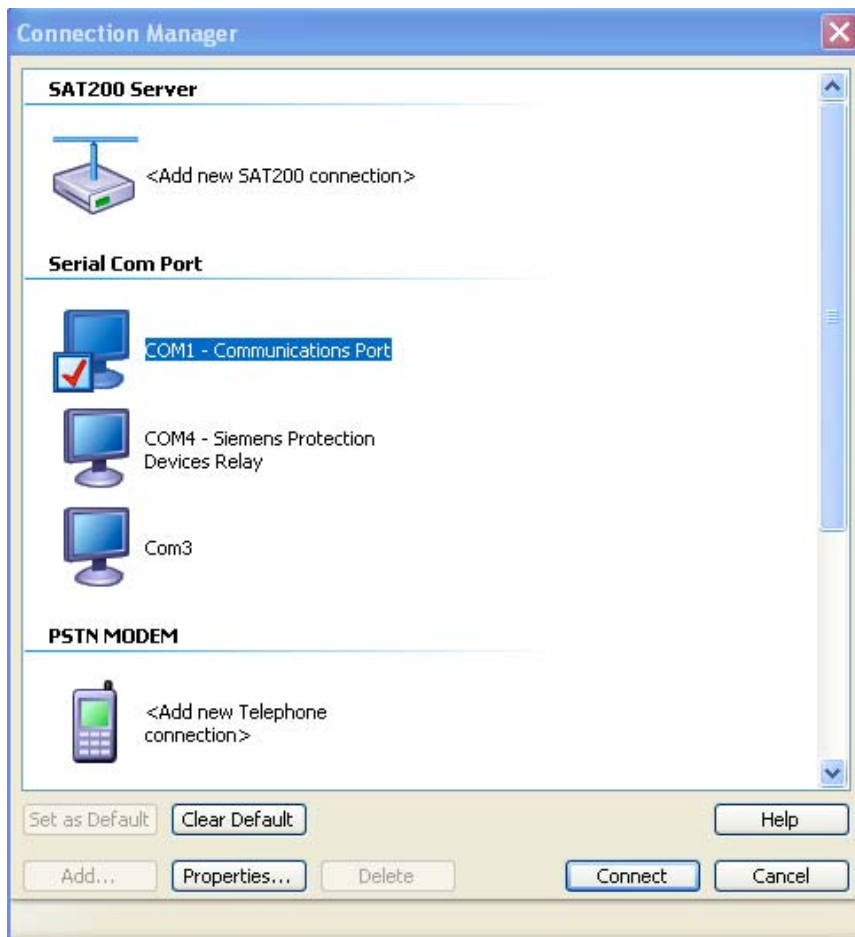 Connection Manager
SAT200 Server
<Add new SAT200 connection>
Serial Com Port
COM1 - Communications Port
COM4 - Siemens Protection
Devices Relay
Com3
PSTN MODEM
<Add new Telephone
connection>
Set as Default
Clear Default
Help
Add...
Properties...
Delete
Connect
Cancel